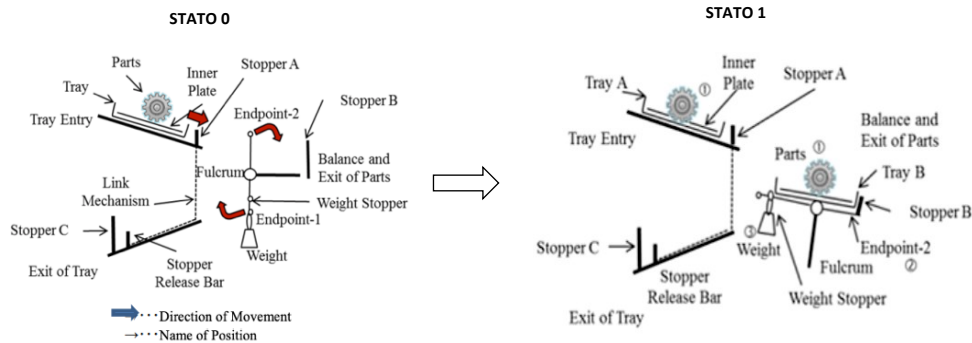 STATO 0
Parts
Stopper A
Inner
Plate
Tray
Stopper B
Endpoint-2
Tray Entry
Balance and
Exit of Parts
Fulcrum
Link
Mechanism
Weight Stopper
Endpoint-1
Stopper C
Weight
Stopper
Release Bar
Exit of Tray
···Direction of Movement
→···Name of Position
STATO 1
Inner
Plate
Stopper A
Tray A
①
Balance and
Exit of Parts
Tray Entry
Parts ①
Tray B
Stopper B
Stopper C
③
Weight
Endpoint-2
②
Fulcrum
Stopper
Release Bar
Weight Stopper
Exit of Tray